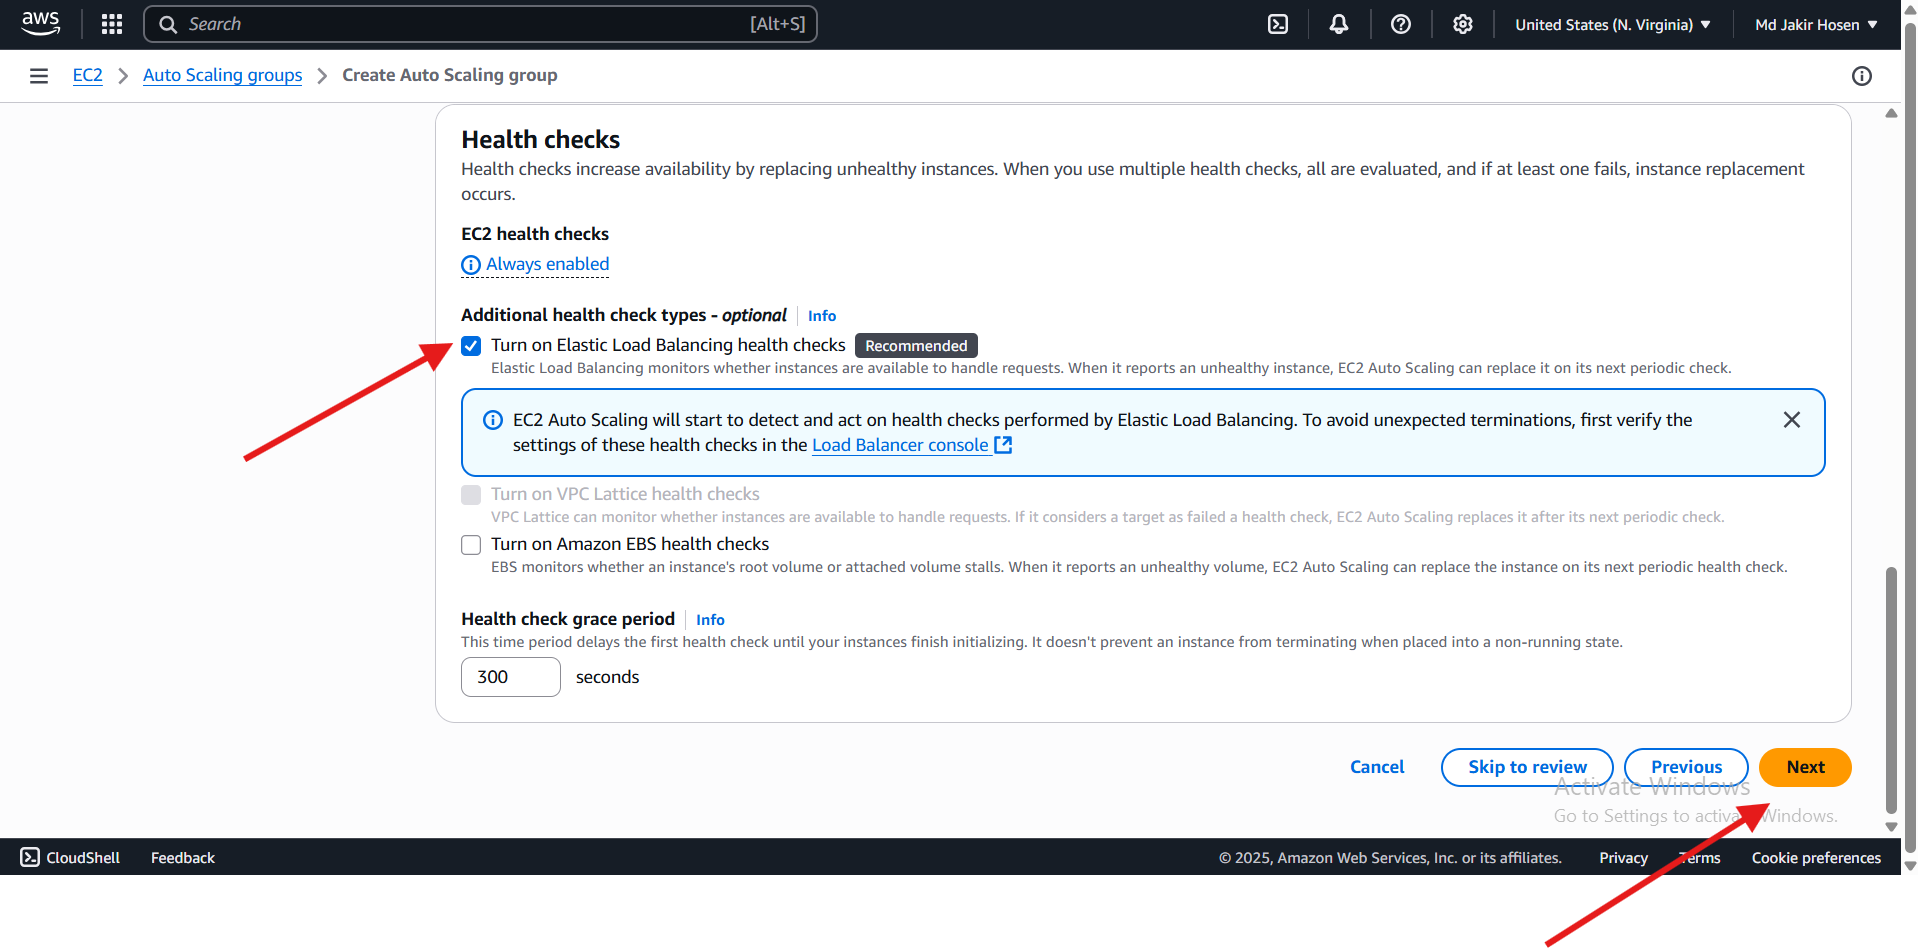 aws
Search [Alt+S]
United States (N. Virginia)
Md Jakir Hosen
EC2 > Auto Scaling groups > Create Auto Scaling group
Health checks
Health checks increase availability by replacing unhealthy instances. When you use multiple health checks, all are evaluated, and if at least one fails, instance replacement
occurs.
EC2 health checks
Always enabled
Additional health check types - optional Info
Turn on Elastic Load Balancing health checks Recommended
Elastic Load Balancing monitors whether instances are available to handle requests. When it reports an unhealthy instance, EC2 Auto Scaling can replace it on its next periodic check.
EC2 Auto Scaling will start to detect and act on health checks performed by Elastic Load Balancing. To avoid unexpected terminations, first verify the
settings of these health checks in the Load Balancer console
Turn on VPC Lattice health checks
VPC Lattice can monitor whether instances are available to handle requests. If it considers a target as failed a health check, EC2 Auto Scaling replaces it after its next periodic check.
Turn on Amazon EBS health checks
EBS monitors whether an instance's root volume or attached volume stalls. When it reports an unhealthy volume, EC2 Auto Scaling can replace the instance on its next periodic health check.
Health check grace period Info
This time period delays the first health check until your instances finish initializing. It doesn't prevent an instance from terminating when placed into a non-running state.
300 seconds
Cancel Skip to review Previous Next
Activate Windows
Go to Settings to activate Windows.
CloudShell Feedback © 2025, Amazon Web Services, Inc. or its affiliates. Privacy Terms Cookie preferences